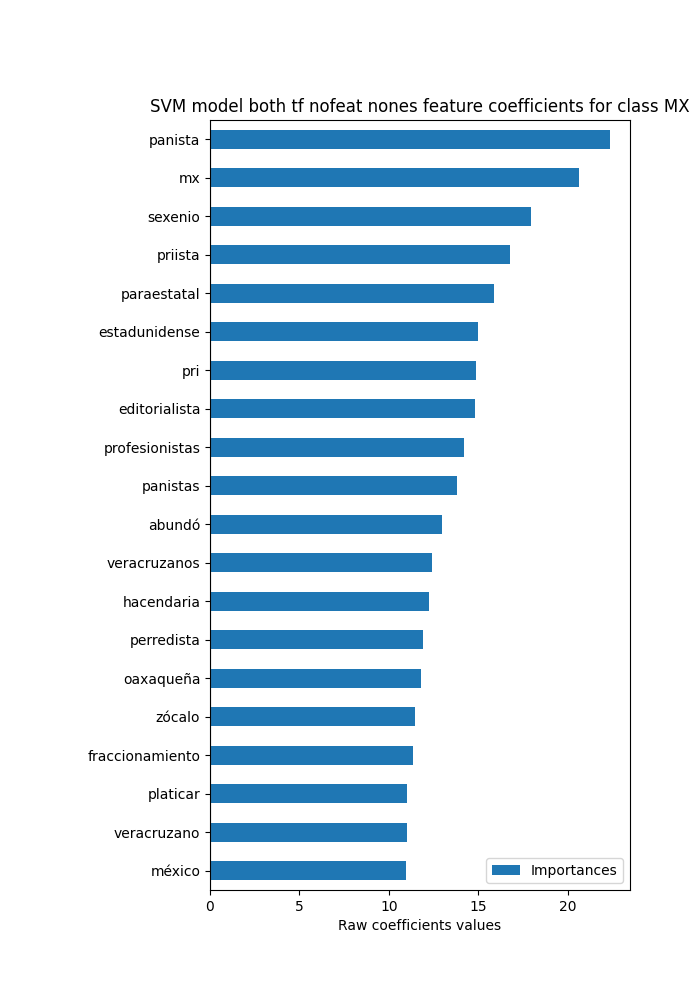 SVM model both tf nofeat nones feature coefficients for class MX
panista
mx
sexenio
priista
paraestatal
estadunidense
pri
editorialista
profesionistas
panistas
abundó
veracruzanos
hacendaria
perredista
oaxaqueña
zócalo
fraccionamiento
platicar
veracruzano
méxico
Importances
0 5 10 15 20
Raw coefficients values